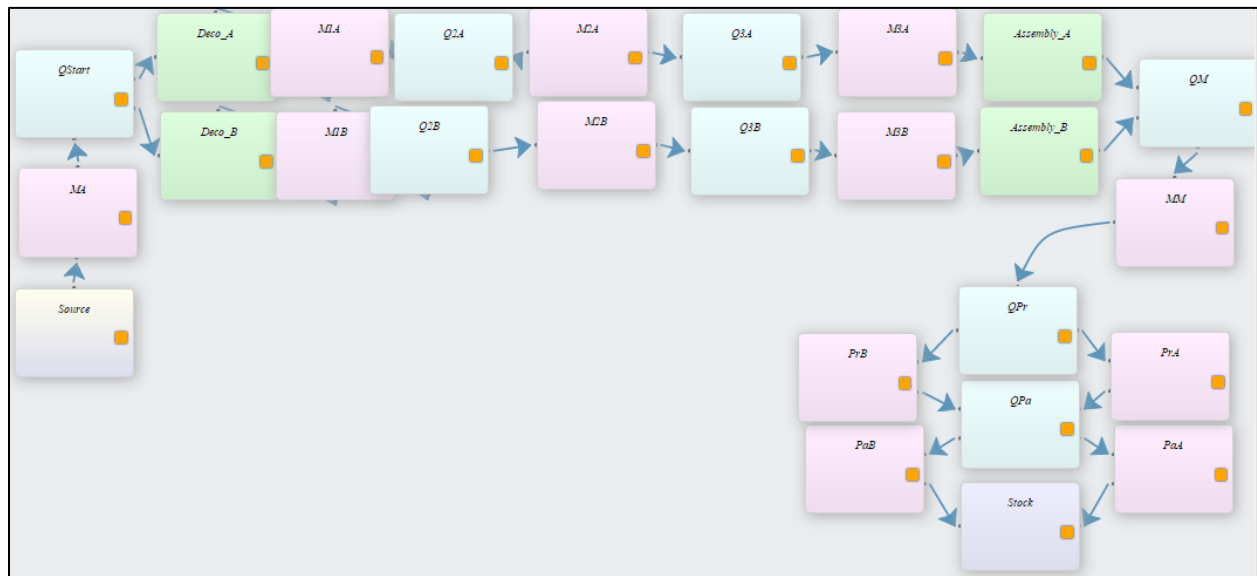 Deco_A
M1A
Q2A
M2A
Q3A
M3A
Assembly_A
QStart
QM
Deco_B
M1B
Q2B
M2B
Q3B
M3B
Assembly_B
MA
MM
Source
QPr
PrB
PrA
QPa
PaB
PaA
Stock